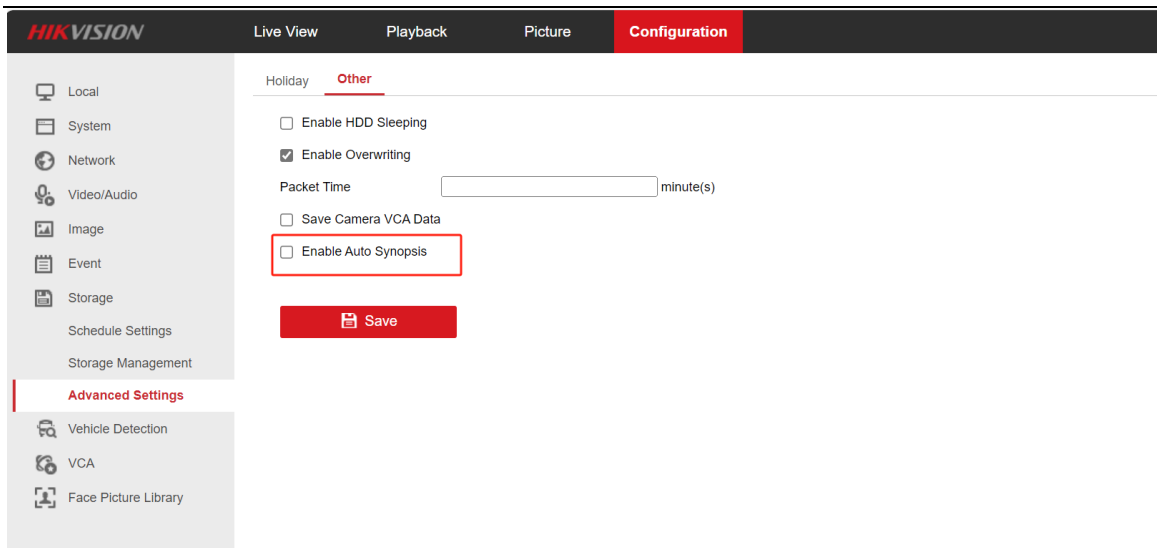 HIKVISION Live View Playback Picture Configuration
Local
System
Network
Video/Audio
Image
Event
Storage
Schedule Settings
Storage Management
Advanced Settings
Vehicle Detection
VCA
Face Picture Library
Holiday Other
Enable HDD Sleeping
Enable Overwriting
Packet Time minute(s)
Save Camera VCA Data
Enable Auto Synopsis
Save